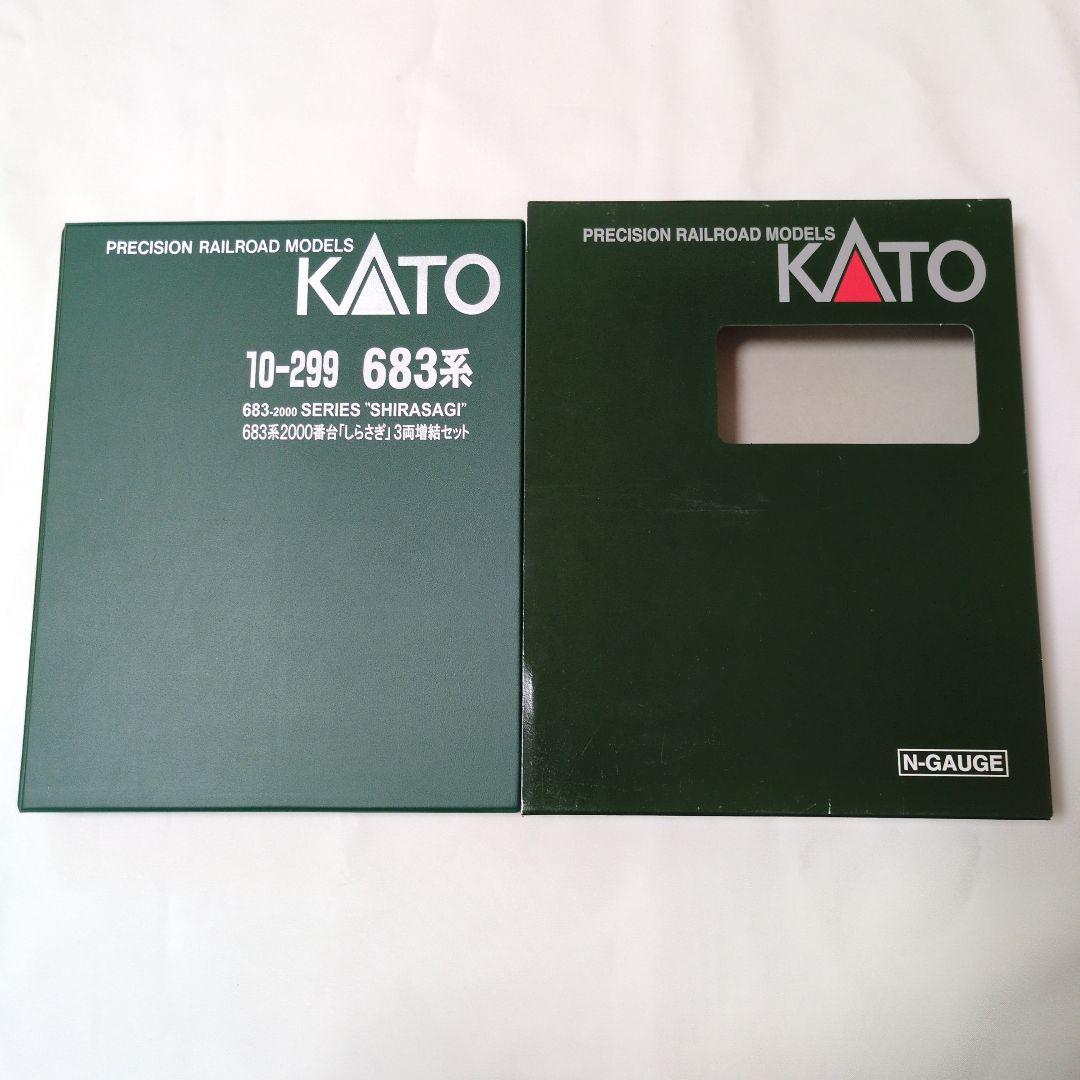 PRECISION RAILROAD MODELS
KATO
10-299 683系
683-2000 SERIES "SHIRASAGI"
683系2000番台「しらさぎ」3両増結セット
PRECISION RAILROAD MODELS
KATO
N-GAUGE